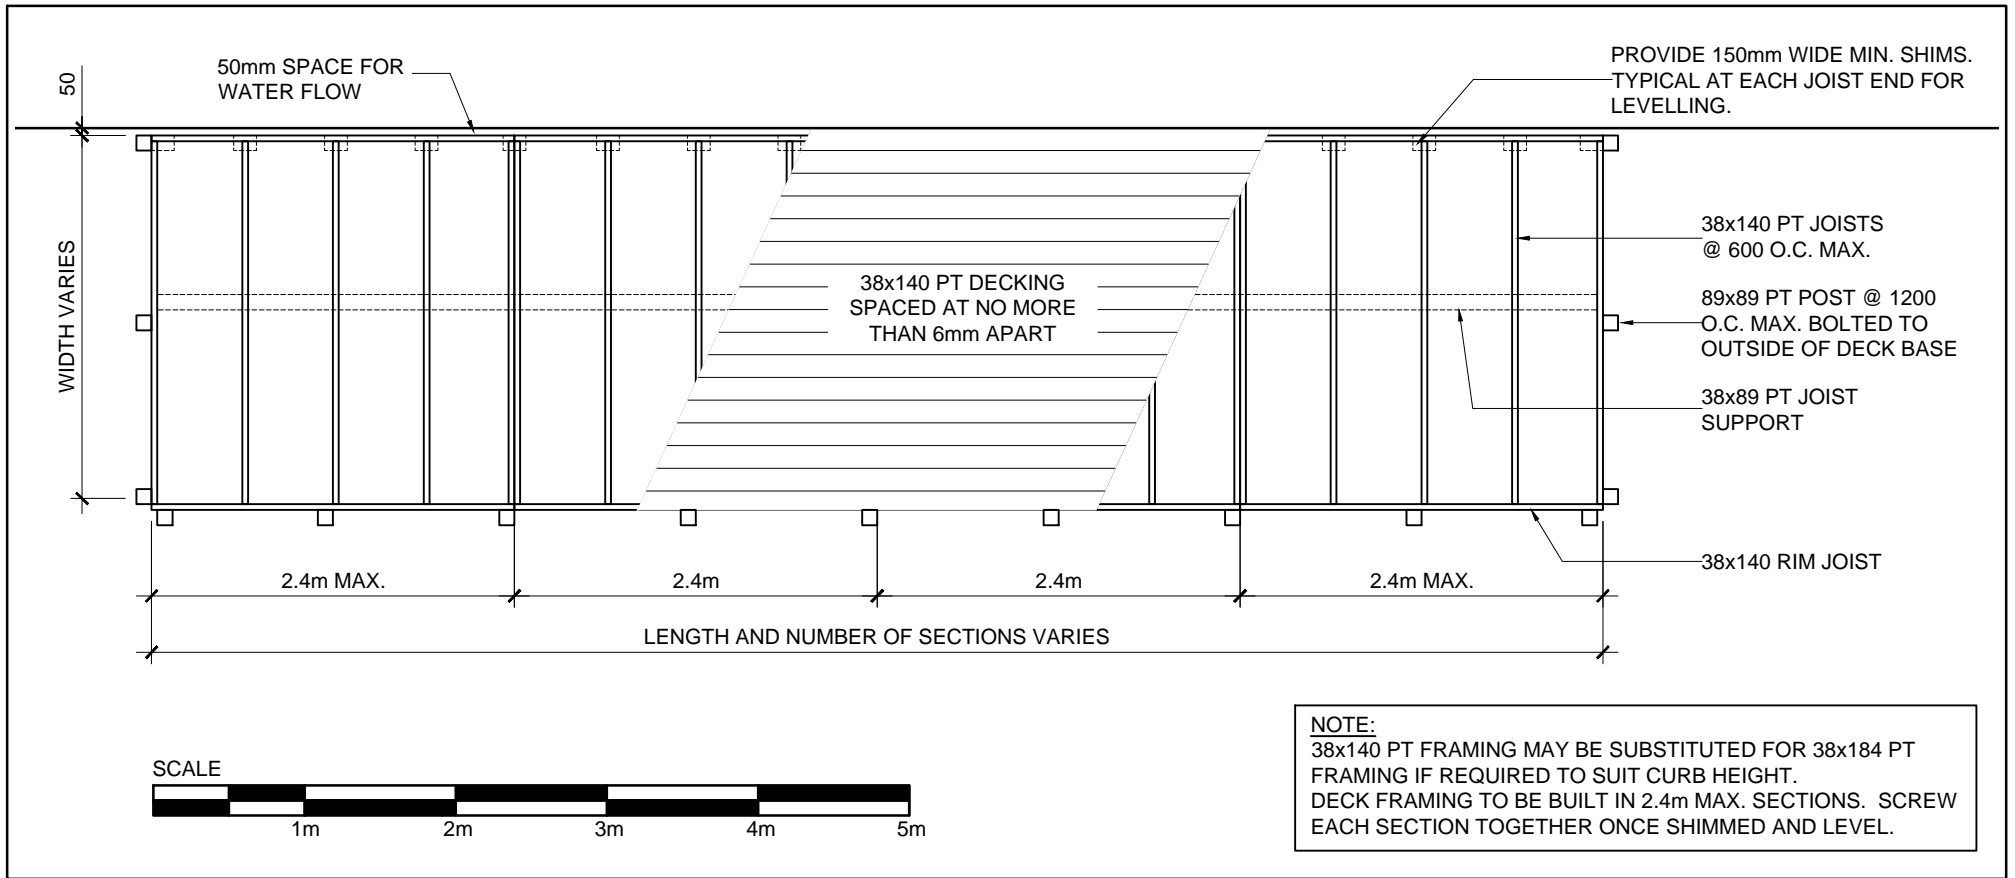 50mm SPACE FOR
WATER FLOW
50
PROVIDE 150mm WIDE MIN. SHIMS.
TYPICAL AT EACH JOIST END FOR
LEVELLING.
WIDTH VARIES
38x140 PT DECKING
SPACED AT NO MORE
THAN 6mm APART
38x140 PT JOISTS
@ 600 O.C. MAX.
89x89 PT POST @ 1200
O.C. MAX. BOLTED TO
OUTSIDE OF DECK BASE
38x89 PT JOIST
SUPPORT
38x140 RIM JOIST
2.4m MAX.
2.4m
2.4m
2.4m MAX.
LENGTH AND NUMBER OF SECTIONS VARIES
SCALE
1m
2m
3m
4m
5m
NOTE:
38x140 PT FRAMING MAY BE SUBSTITUTED FOR 38x184 PT
FRAMING IF REQUIRED TO SUIT CURB HEIGHT.
DECK FRAMING TO BE BUILT IN 2.4m MAX. SECTIONS. SCREW
EACH SECTION TOGETHER ONCE SHIMMED AND LEVEL.